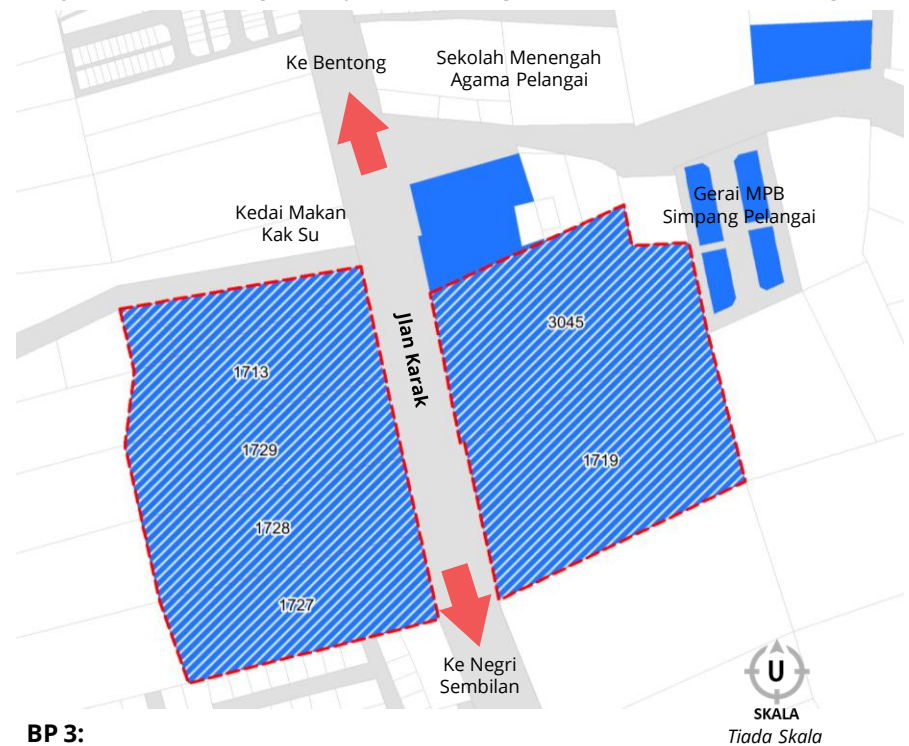 Ke Bentong
Sekolah Menengah
Agama Pelangai
Gerai MPB
Simpang Pelangai
Kedai Makan
Kak Su
Jlan Karak
3045
1713
1729
1719
1728
1727
Ke Negri
Sembilan
U
SKALA
Tiada Skala
BP 3: